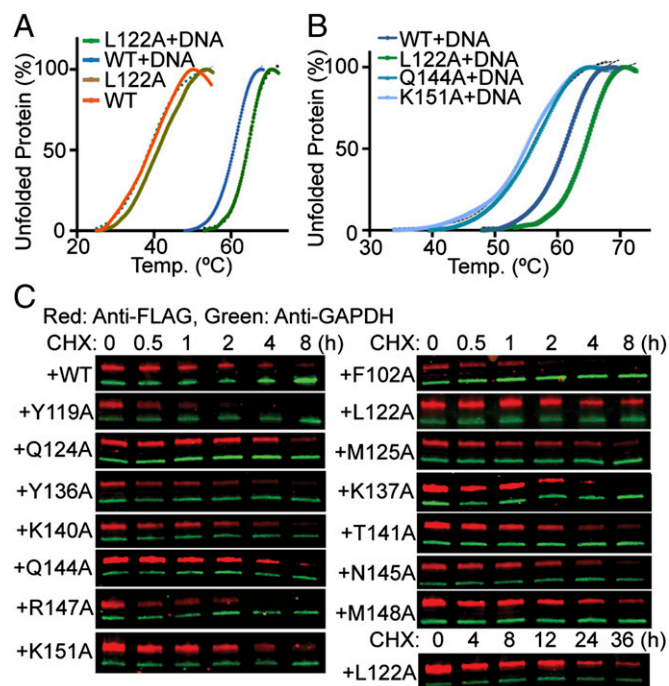 A
L122A+DNA
WT+DNA
L122A
WT
Unfolded Protein (%)
100
50
0
20 40 60
Temp. (ºC)
B
WT+DNA
L122A+DNA
Q144A+DNA
K151A+DNA
Unfolded Protein (%)
100
50
0
30 40 50 60 70
Temp. (ºC)
C
Red: Anti-FLAG, Green: Anti-GAPDH
CHX: 0 0.5 1 2 4 8 (h)
+WT
+Y119A
+Q124A
+Y136A
+K140A
+Q144A
+R147A
+K151A
CHX: 0 0.5 1 2 4 8 (h)
+F102A
+L122A
+M125A
+K137A
+T141A
+N145A
+M148A
CHX: 0 4 8 12 24 36 (h)
+L122A